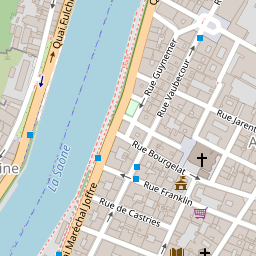 Quai Fulch
Rue Guynemer
Rue Vaubecour
Rue Jarent
A
Rue Bourgelat
La Saône
ine
Rue Franklin
Maréchal Joffre
Rue de Castries